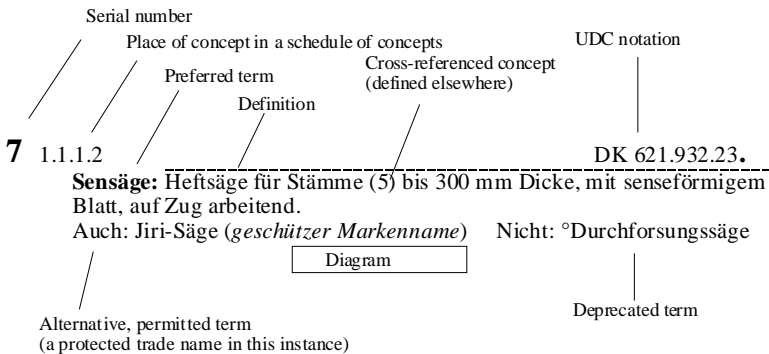 Serial number
Place of concept in a schedule of concepts
UDC notation
Cross-referenced concept
(defined elsewhere)
Preferred term
Definition
7 1.1.1.2 DK 621.932.23.
Sensäge: Heftsäge für Stämme (5) bis 300 mm Dicke, mit senseförmigem
Blatt, auf Zug arbeitend.
Auch: Jiri-Säge (geschützer Markenname) Nicht: °Durchforsungssäge
Diagram
Deprecated term
Alternative, permitted term
(a protected trade name in this instance)